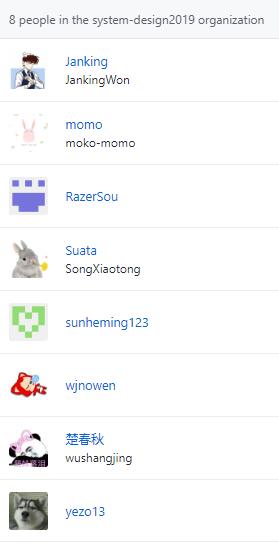 8 people in the system-design2019 organization
Janking
JankingWon
momo
moko-momo
RazerSou
Suata
SongXiaotong
sunheming123
wjnowen
楚春秋
wushangjing
yezo13